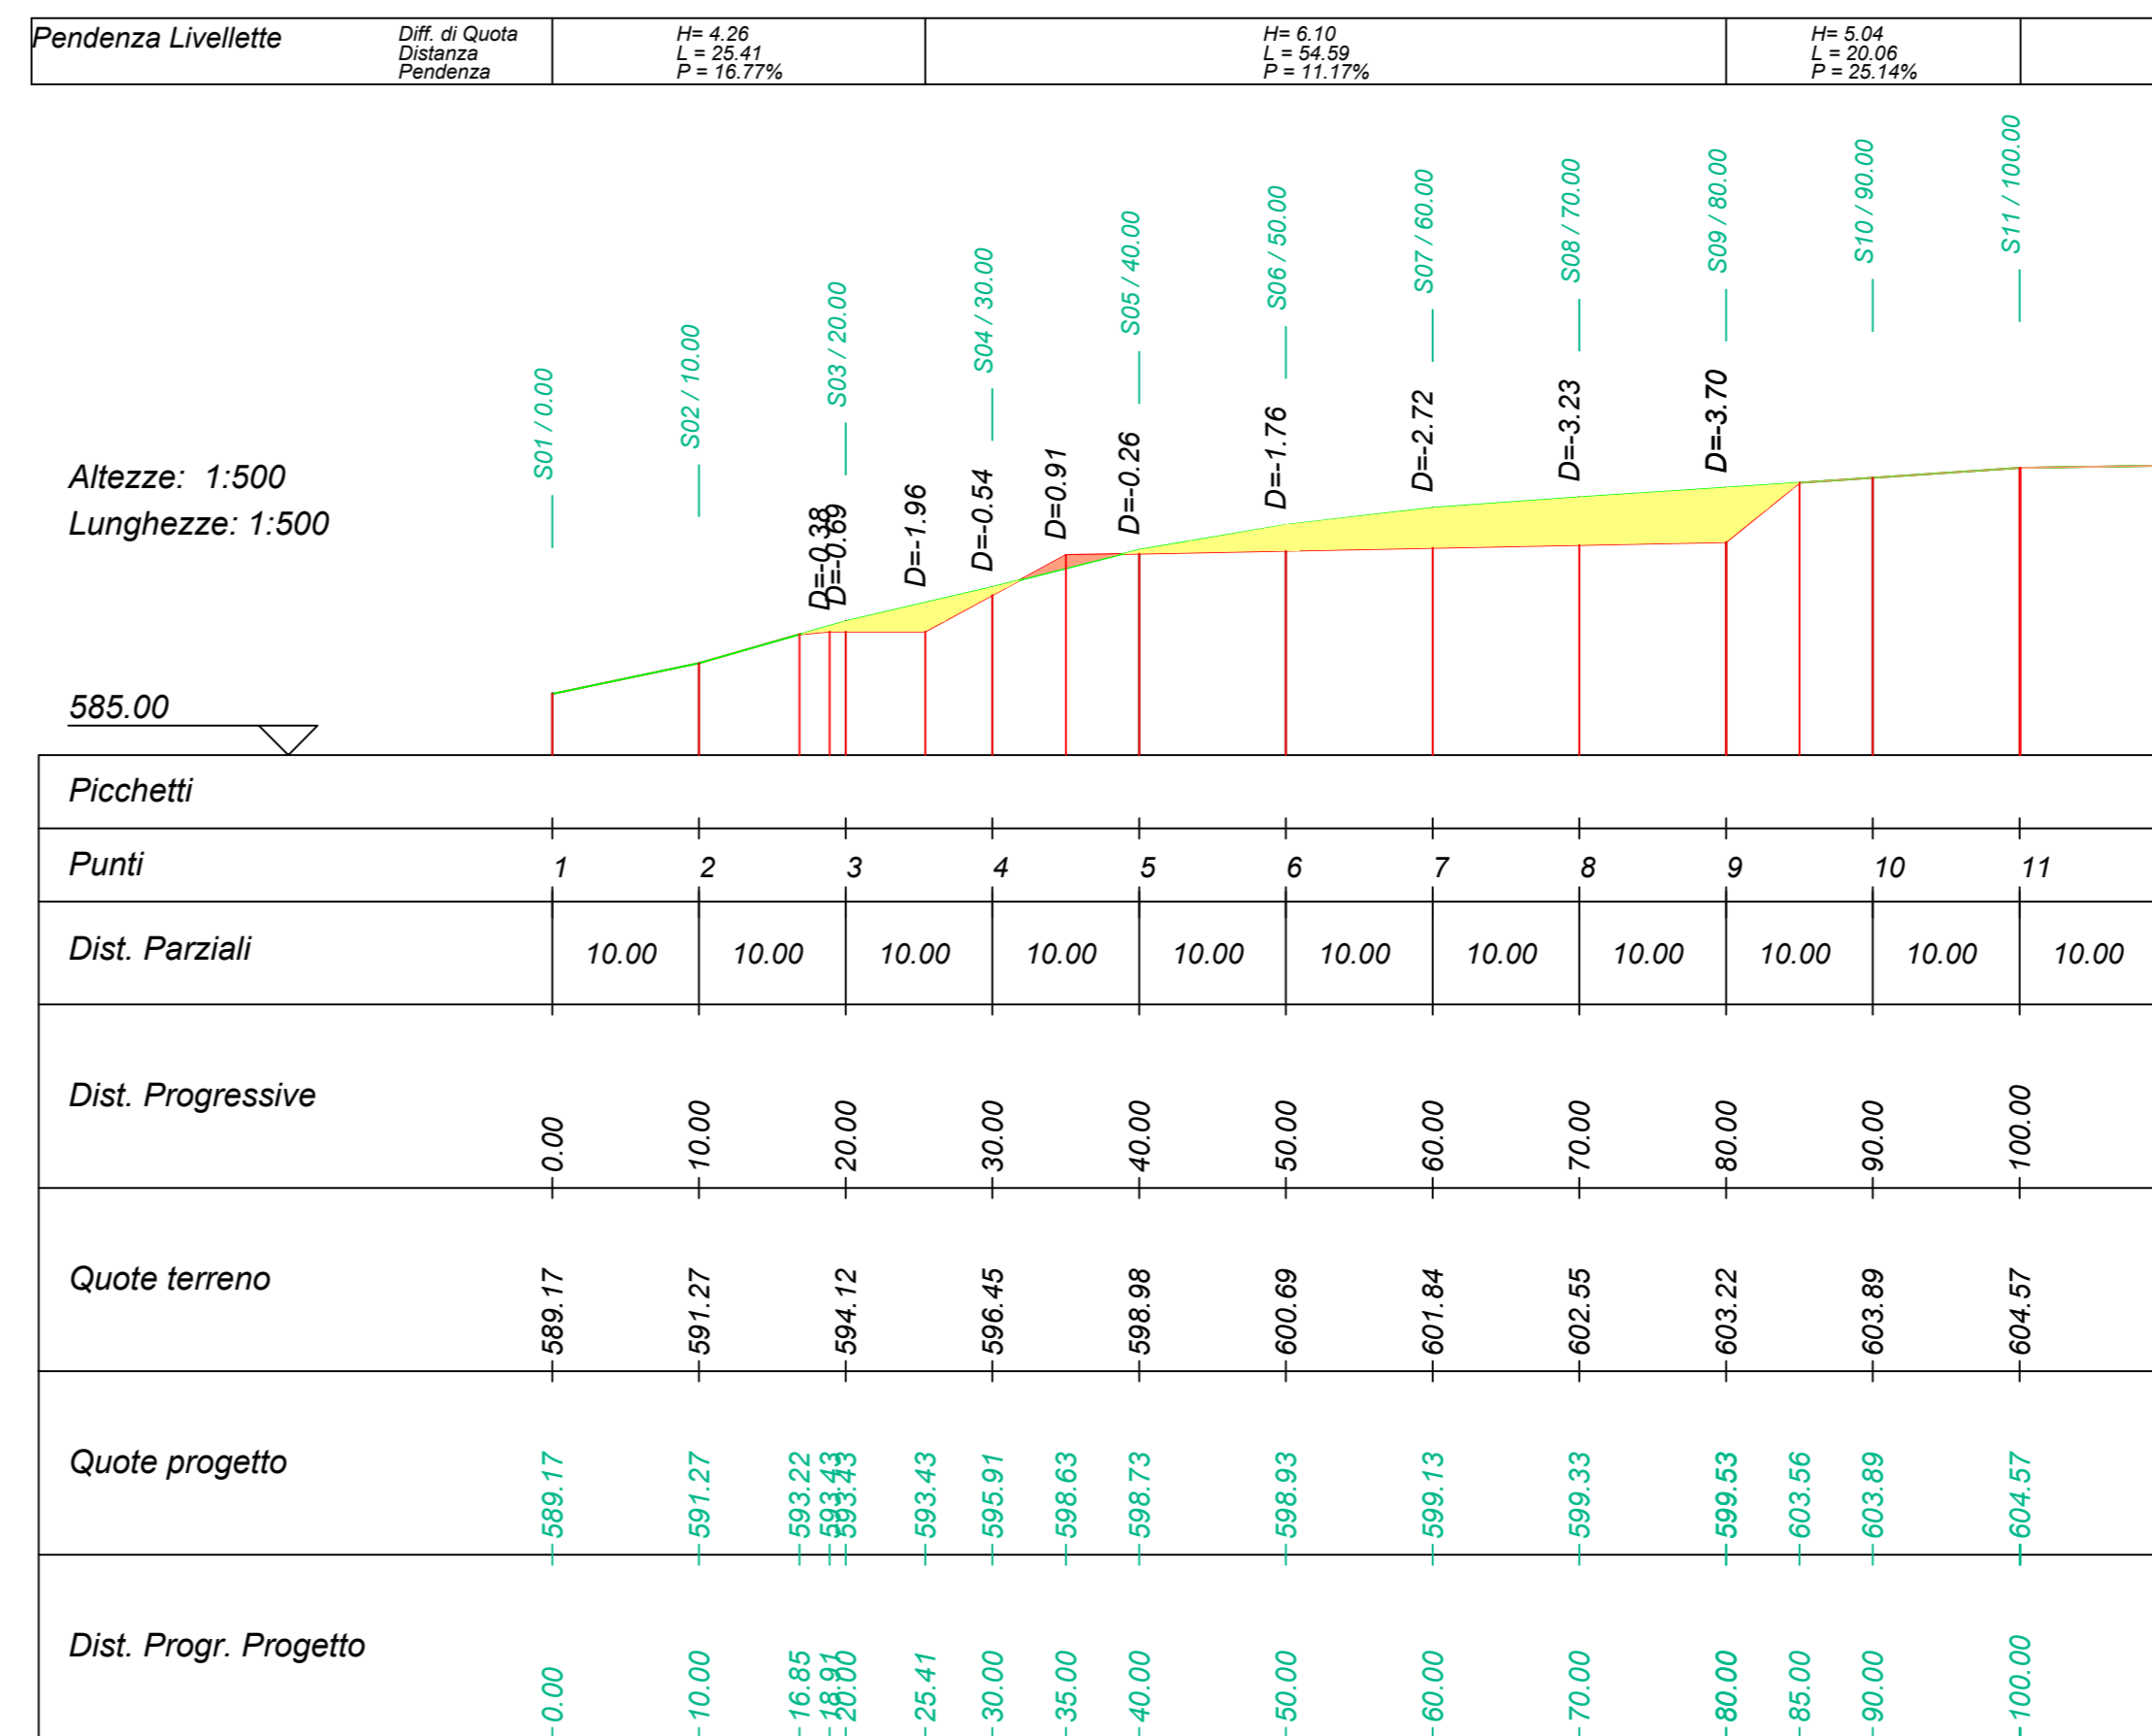 Pendenza Livellette
Diff. di Quota
Distanza
Pendenza
H= 4.26
L = 25.41
P = 16.77%
H= 6.10
L = 54.59
P = 11.17%
H= 5.04
L = 20.06
P = 25.14%
S01 / 0.00
S02 / 10.00
S03 / 20.00
S04 / 30.00
S05 / 40.00
S06 / 50.00
S07 / 60.00
S08 / 70.00
S09 / 80.00
S10 / 90.00
S11 / 100.00
D=-0.38
D=-0.69
D=-1.96
D=-0.54
D=0.91
D=-0.26
D=-1.76
D=-2.72
D=-3.23
D=-3.70
Altezze: 1:500
Lunghezze: 1:500
585.00
Picchetti
Punti 1 2 3 4 5 6 7 8 9 10 11
Dist. Parziali 10.00 10.00 10.00 10.00 10.00 10.00 10.00 10.00 10.00 10.00 10.00
Dist. Progressive 0.00 10.00 20.00 30.00 40.00 50.00 60.00 70.00 80.00 90.00 100.00
Quote terreno 589.17 591.27 594.12 596.45 598.98 600.69 601.84 602.55 603.22 603.89 604.57
Quote progetto 589.17 591.27 593.22 593.43 593.43 593.43 595.91 598.63 598.73 598.93 599.13 599.33 599.53 603.56 603.89 604.57
Dist. Progr. Progetto 0.00 10.00 16.85 18.91 20.00 25.41 30.00 35.00 40.00 50.00 60.00 70.00 80.00 85.00 90.00 100.00